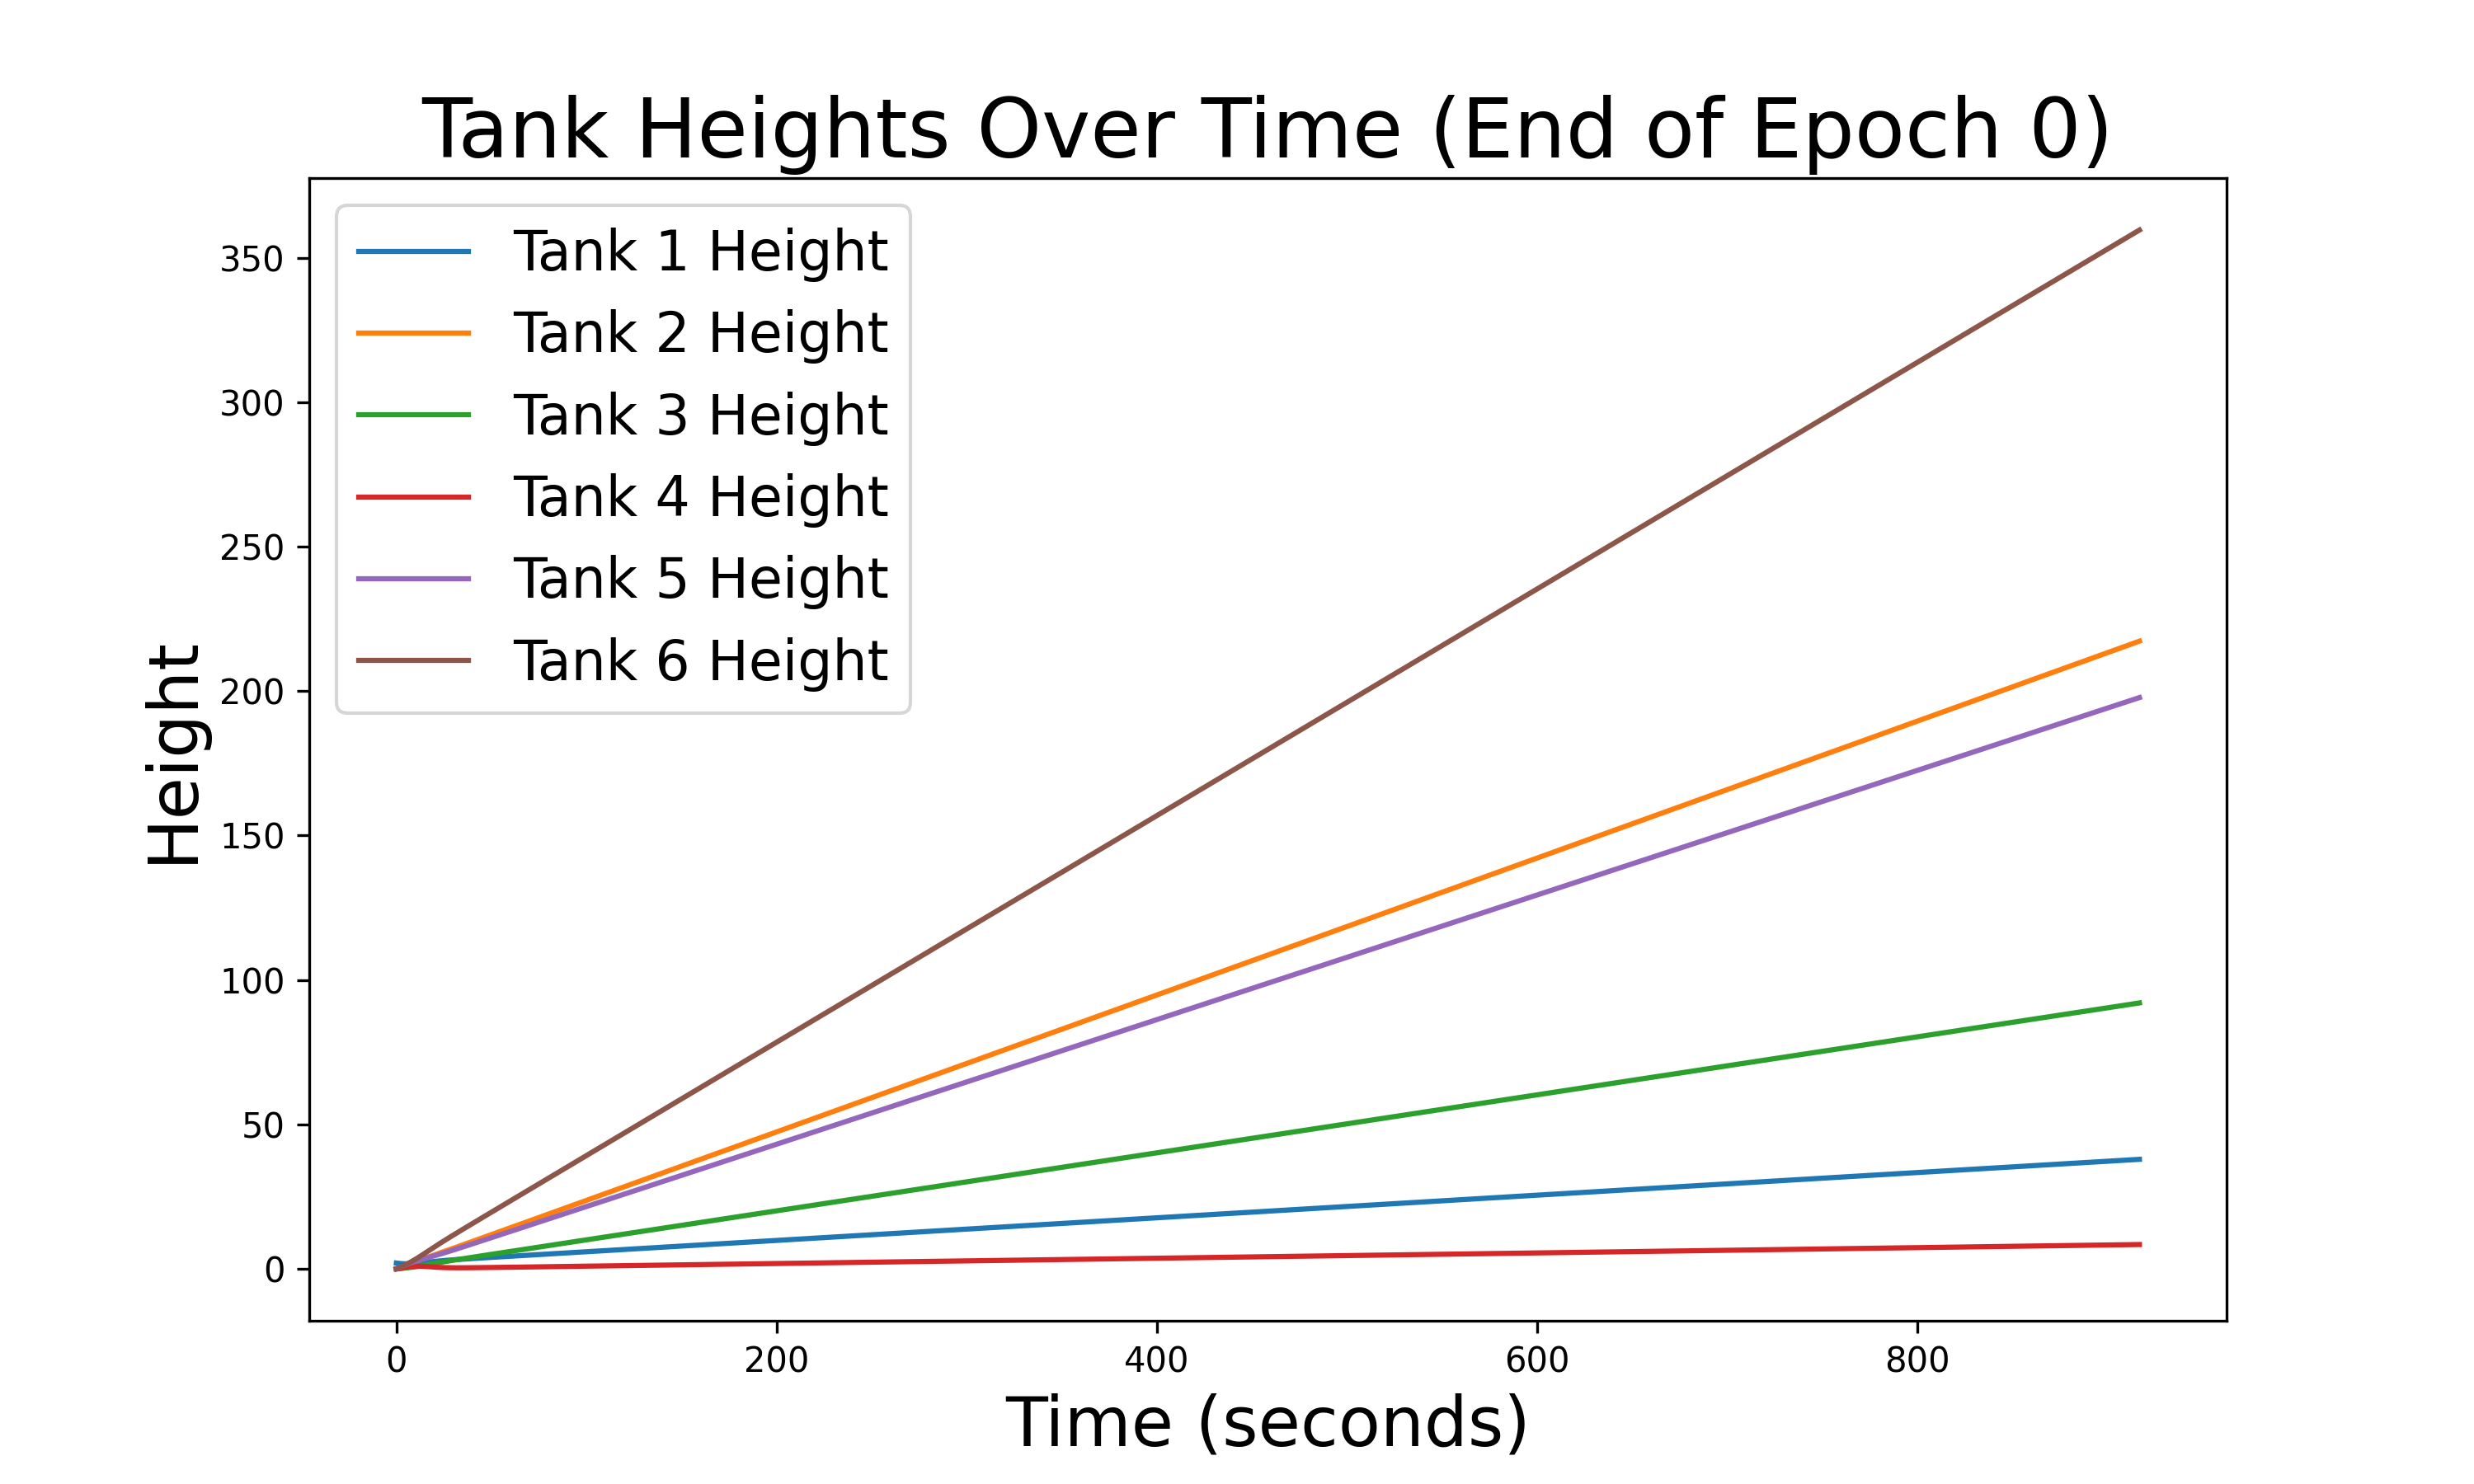 Tank Heights Over Time (End of Epoch 0)
Tank 1 Height
Tank 2 Height
Tank 3 Height
Tank 4 Height
Tank 5 Height
Tank 6 Height
Height
350
300
250
200
150
100
50
0
0 200 400 600 800
Time (seconds)